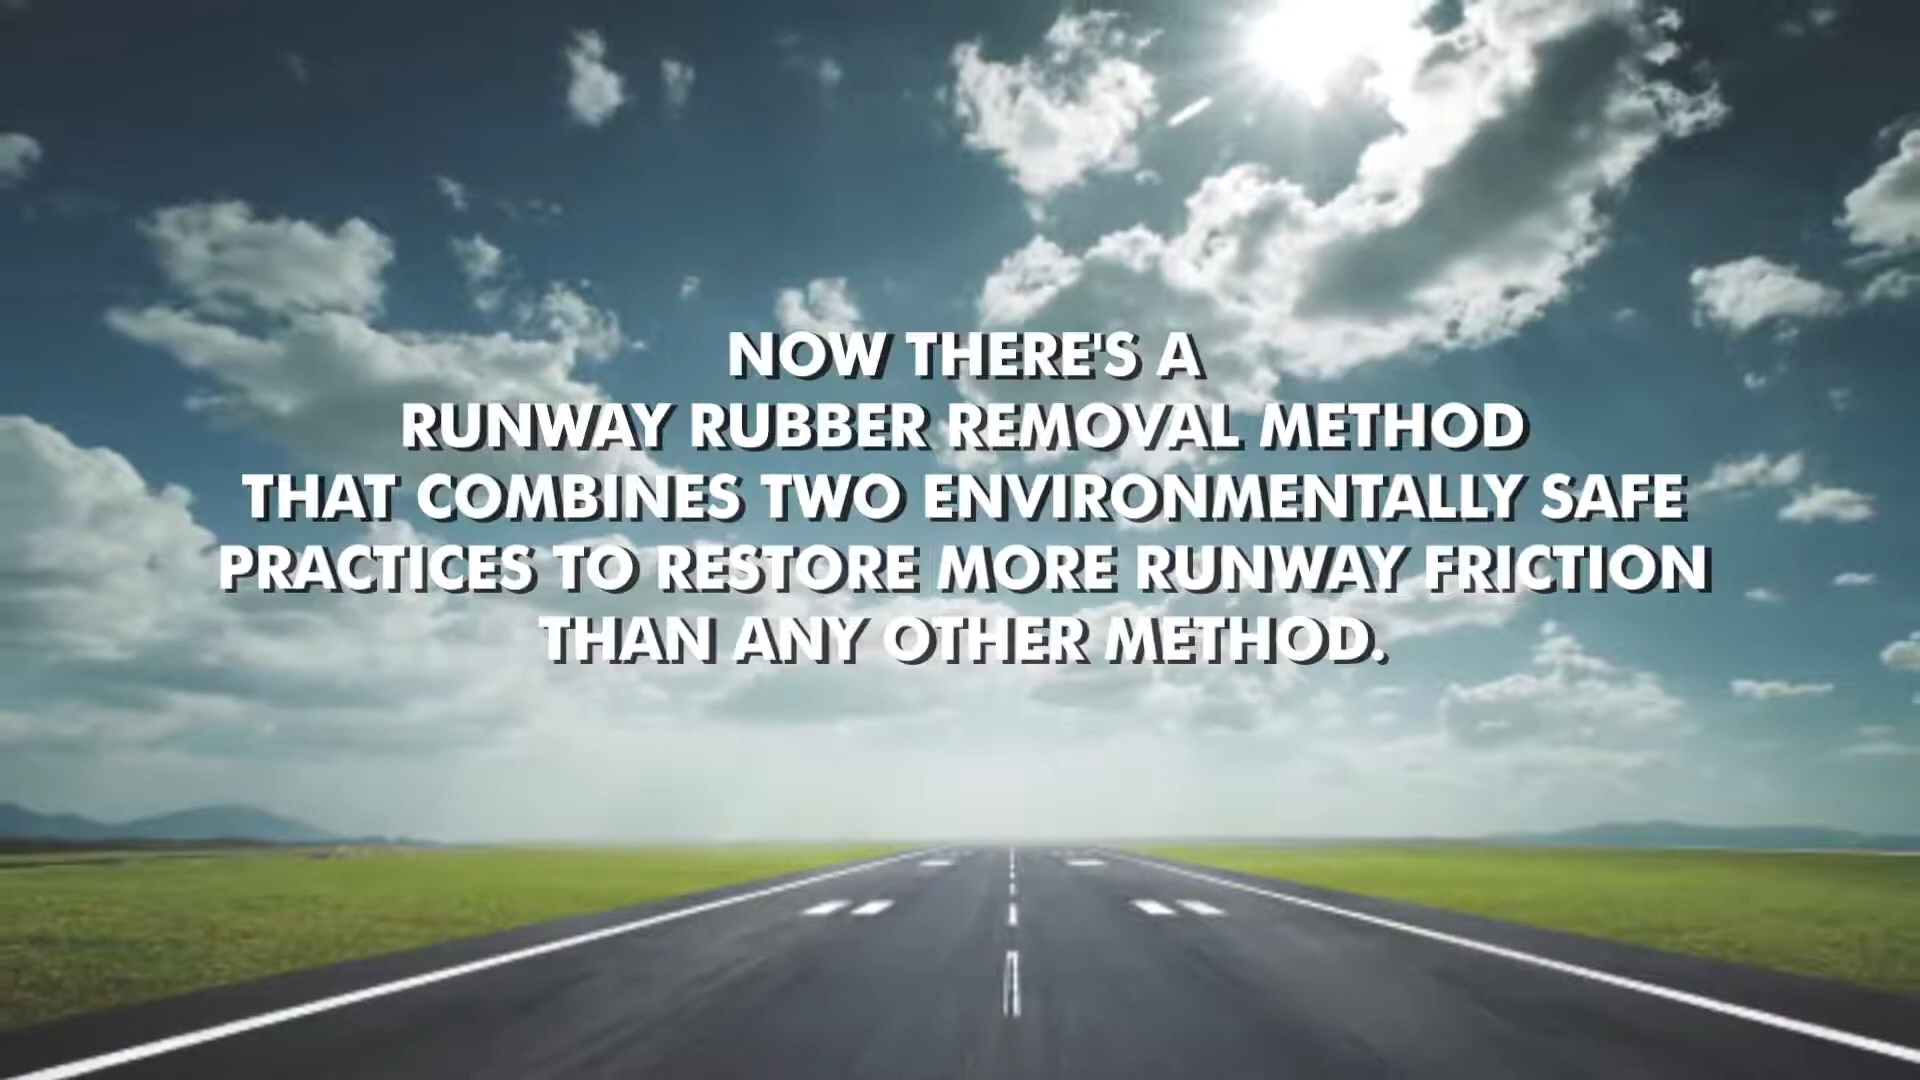 NOW THERE'S A
RUNWAY RUBBER REMOVAL METHOD
THAT COMBINES TWO ENVIRONMENTALLY SAFE
PRACTICES TO RESTORE MORE RUNWAY FRICTION
THAN ANY OTHER METHOD.